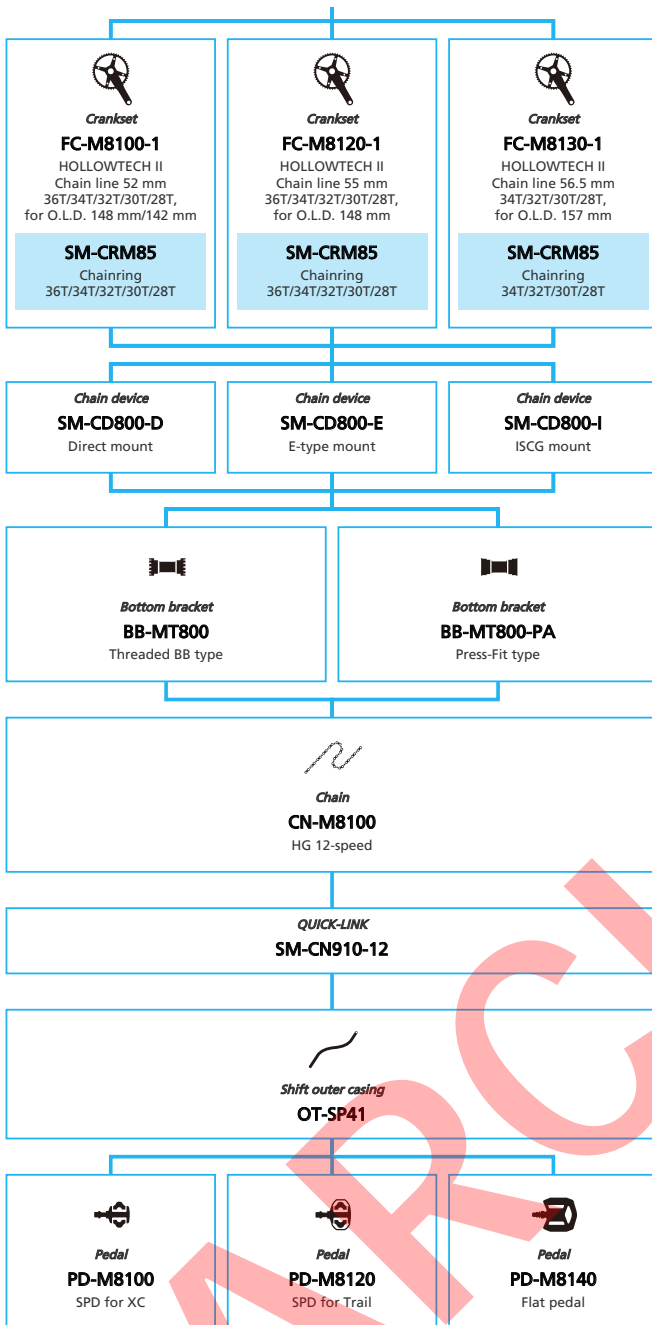 Crankset
FC-M8100-1
HOLLOWTECH II
Chain line 52 mm
36T/34T/32T/30T/28T,
for O.L.D. 148 mm/142 mm
SM-CRM85
Chainring
36T/34T/32T/30T/28T
Crankset
FC-M8120-1
HOLLOWTECH II
Chain line 55 mm
36T/34T/32T/30T/28T,
for O.L.D. 148 mm
SM-CRM85
Chainring
36T/34T/32T/30T/28T
Crankset
FC-M8130-1
HOLLOWTECH II
Chain line 56.5 mm
34T/32T/30T/28T,
for O.L.D. 157 mm
SM-CRM85
Chainring
34T/32T/30T/28T
Chain device
SM-CD800-D
Direct mount
Chain device
SM-CD800-E
E-type mount
Chain device
SM-CD800-I
ISCG mount
Bottom bracket
BB-MT800
Threaded BB type
Bottom bracket
BB-MT800-PA
Press-Fit type
Chain
CN-M8100
HG 12-speed
QUICK-LINK
SM-CN910-12
Shift outer casing
OT-SP41
Pedal
PD-M8100
SPD for XC
Pedal
PD-M8120
SPD for Trail
Pedal
PD-M8140
Flat pedal